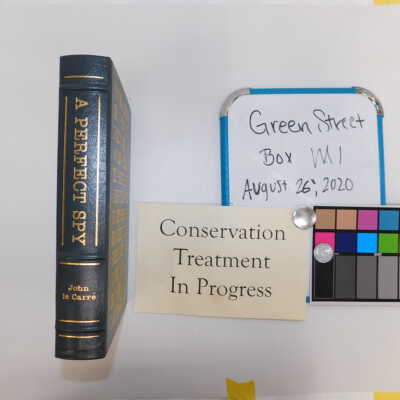 A PERFECT SPY
John
le Carré
Green Street
Box M1
August 26, 2020
Conservation
Treatment
In Progress